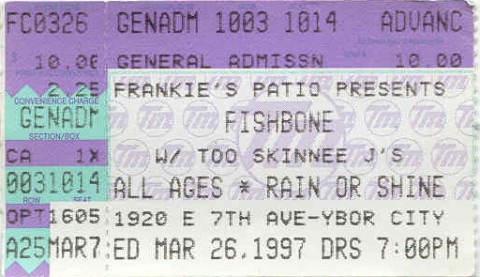 FC0326 GENADM 1003 1014 ADVANC
$ 10.00 GENERAL ADMISSN 10.00
2.25 FRANKIE'S PATIO PRESENTS
CONVENIENCE CHARGE
GENADM FISHBONE
SECTION/BOX
CA 1X W/ TOO SKINNEE J'S
0031014 ALL AGES * RAIN OR SHINE
ROW SEAT
OPT1605 1920 E 7TH AVE-YBOR CITY
A25MAR7 ED MAR 26,1997 DRS 7:00PM